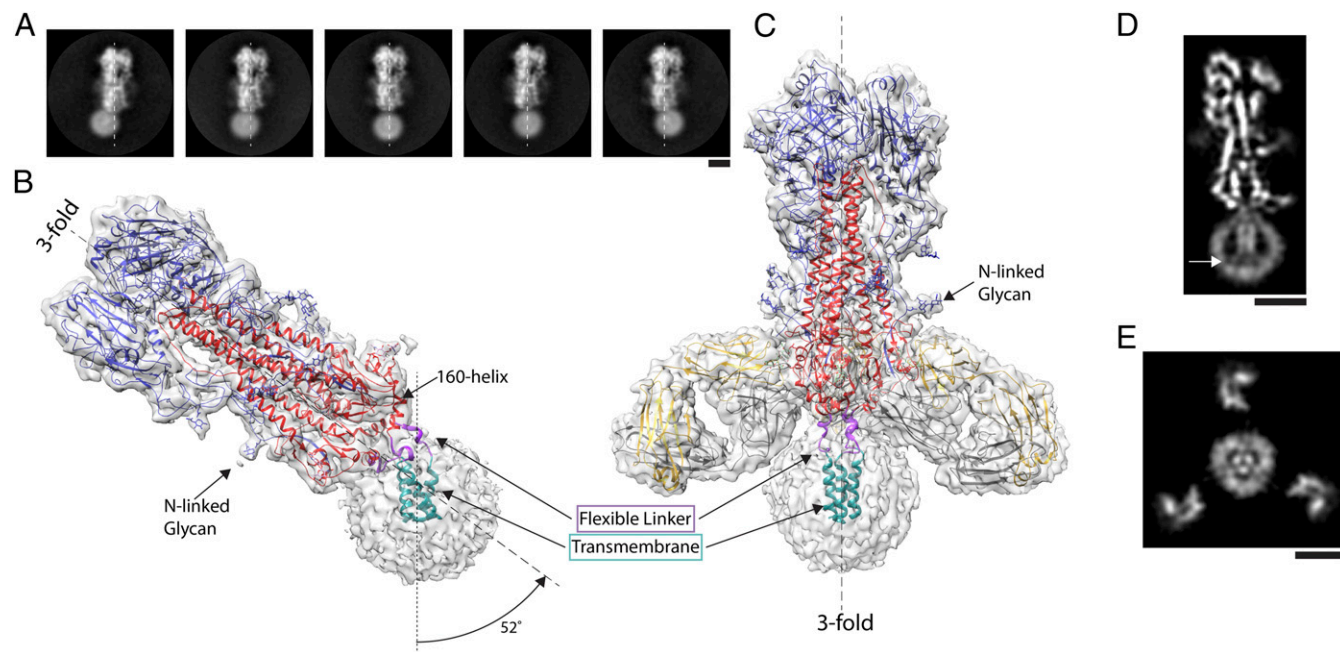 A
B
3-fold
160-helix
N-linked
Glycan
52°
Flexible Linker
Transmembrane
C
N-linked
Glycan
3-fold
D
E